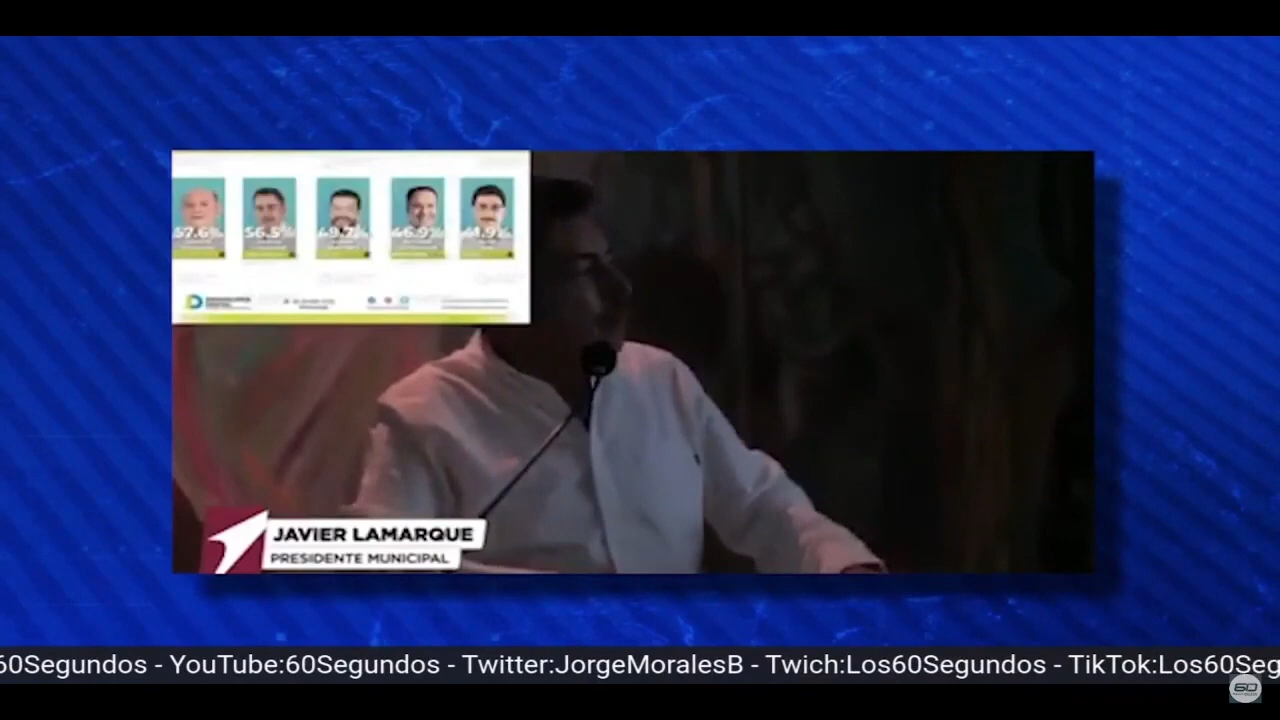 57.6%
56.5%
49.7%
46.9%
41.9%
JAVIER LAMARQUE
PRESIDENTE MUNICIPAL
60Segundos - YouTube:60Segundos - Twitter:JorgeMoralesB - Twich:Los60Segundos - TikTok:Los60Seg
60